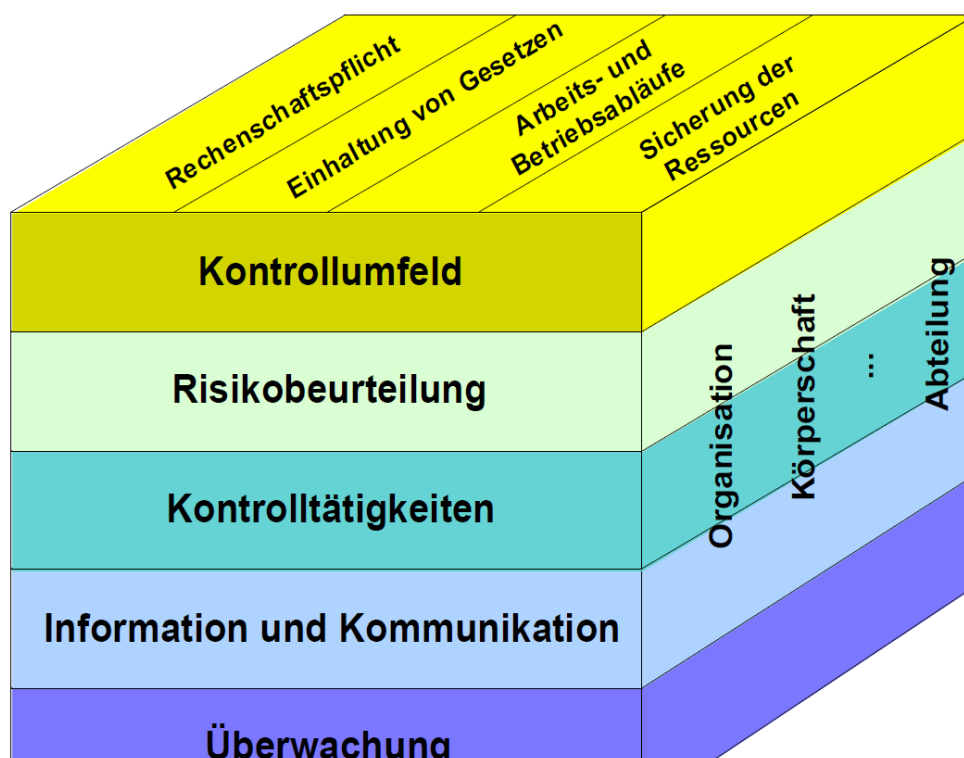 Rechenschaftspflicht
Einhaltung von Gesetzen
Arbeits- und
Betriebsabläufe
Sicherung der
Ressourcen
Kontrollumfeld
Risikobeurteilung
Kontrolltätigkeiten
Information und Kommunikation
Überwachung
Organisation
Körperschaft
...
Abteilung